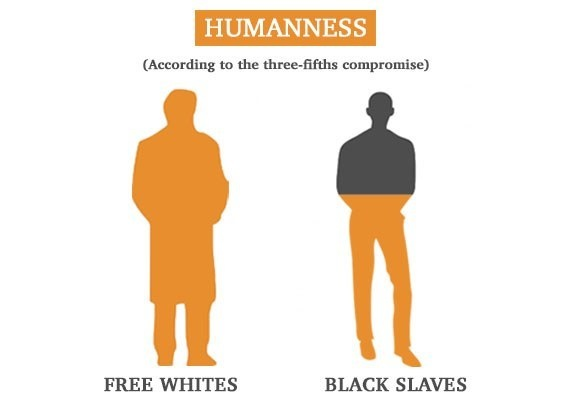 HUMANNESS
(According to the three-fifths compromise)
FREE WHITES
BLACK SLAVES